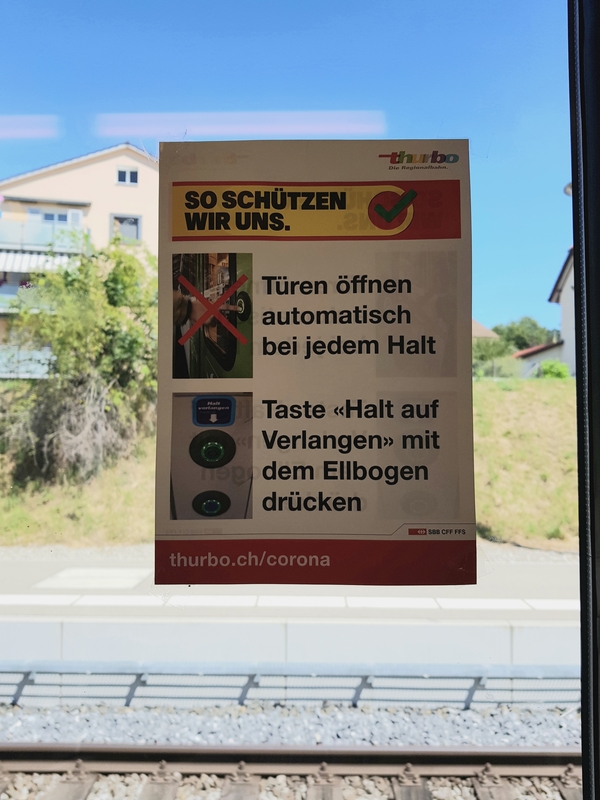 thurbo
Die Regionalbahn.
SO SCHÜTZEN
WIR UNS.
Türen öffnen
automatisch
bei jedem Halt
Halt
verlangen
Taste «Halt auf
Verlangen» mit
dem Ellbogen
drücken
SBB CFF FFS
thurbo.ch/corona